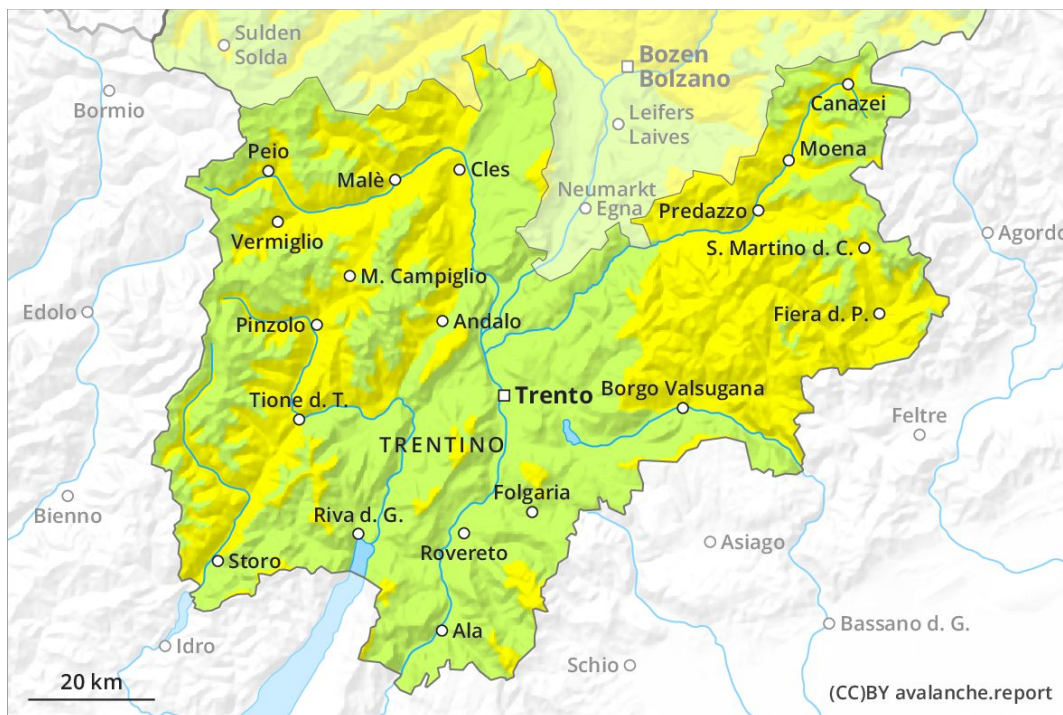 Sulden
Solda
Bozen
Bolzano
Bormio
Canazei
Leifers
Laives
Peio
Moena
Malè
Cles
Neumarkt
Egna
Predazzo
Vermiglio
Agordo
S. Martino d. C.
M. Campiglio
Edolo
Fiera d. P.
Pinzolo
Andalo
Trento
Borgo Valsugana
Tione d. T.
Feltre
TRENTINO
Bienno
Folgaria
Riva d. G.
Rovereto
Asiago
Storo
Bassano d. G.
Ala
Idro
Schio
20 km
(CC)BY avalanche.report